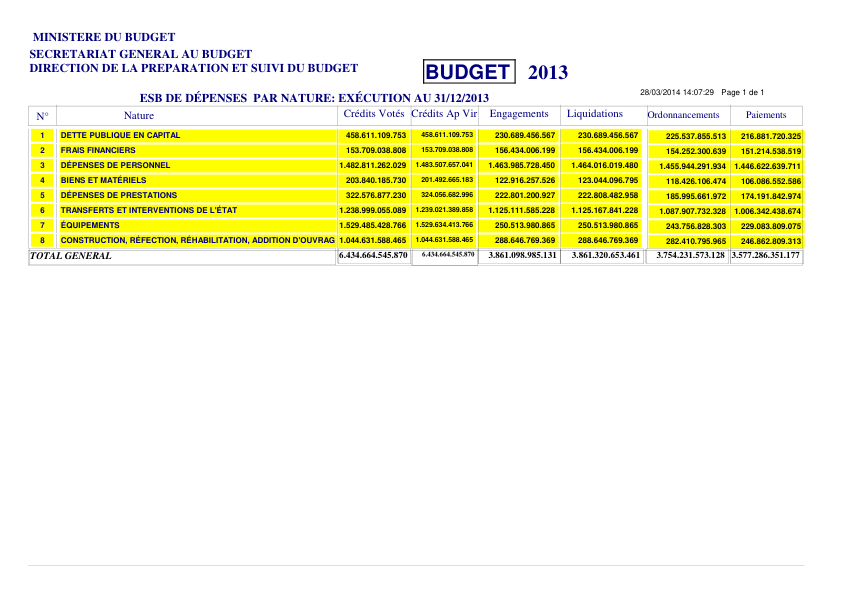 MINISTERE DU BUDGET
SECRETARIAT GENERAL AU BUDGET
DIRECTION DE LA PREPARATION ET SUIVI DU BUDGET
BUDGET 2013
28/03/2014 14:07:29 Page 1 de 1
ESB DE DÉPENSES PAR NATURE: EXÉCUTION AU 31/12/2013
N° Nature Crédits Votés Crédits Ap Vir Engagements Liquidations Ordonnancements Paiements
1 DETTE PUBLIQUE EN CAPITAL 458.611.109.753 458.611.109.753 230.689.456.567 230.689.456.567 225.537.855.513 216.881.720.325
2 FRAIS FINANCIERS 153.709.038.808 153.709.038.808 156.434.006.199 156.434.006.199 154.252.300.639 151.214.538.519
3 DÉPENSES DE PERSONNEL 1.482.811.262.029 1.483.507.657.041 1.463.985.728.450 1.464.016.019.480 1.455.944.291.934 1.446.622.639.711
4 BIENS ET MATÉRIELS 203.840.185.730 201.492.665.183 122.916.257.526 123.044.096.795 118.426.106.474 106.086.552.586
5 DÉPENSES DE PRESTATIONS 322.576.877.230 324.056.682.996 222.801.200.927 222.808.482.958 185.995.661.972 174.191.842.974
6 TRANSFERTS ET INTERVENTIONS DE L'ÉTAT 1.238.999.055.089 1.239.021.389.858 1.125.111.585.228 1.125.167.841.228 1.087.907.732.328 1.006.342.438.674
7 ÉQUIPEMENTS 1.529.485.428.766 1.529.634.413.766 250.513.980.865 250.513.980.865 243.756.828.303 229.083.809.075
8 CONSTRUCTION, RÉFECTION, RÉHABILITATION, ADDITION D'OUVRAG 1.044.631.588.465 1.044.631.588.465 288.646.769.369 288.646.769.369 282.410.795.965 246.862.809.313
TOTAL GENERAL 6.434.664.545.870 6.434.664.545.870 3.861.098.985.131 3.861.320.653.461 3.754.231.573.128 3.577.286.351.177